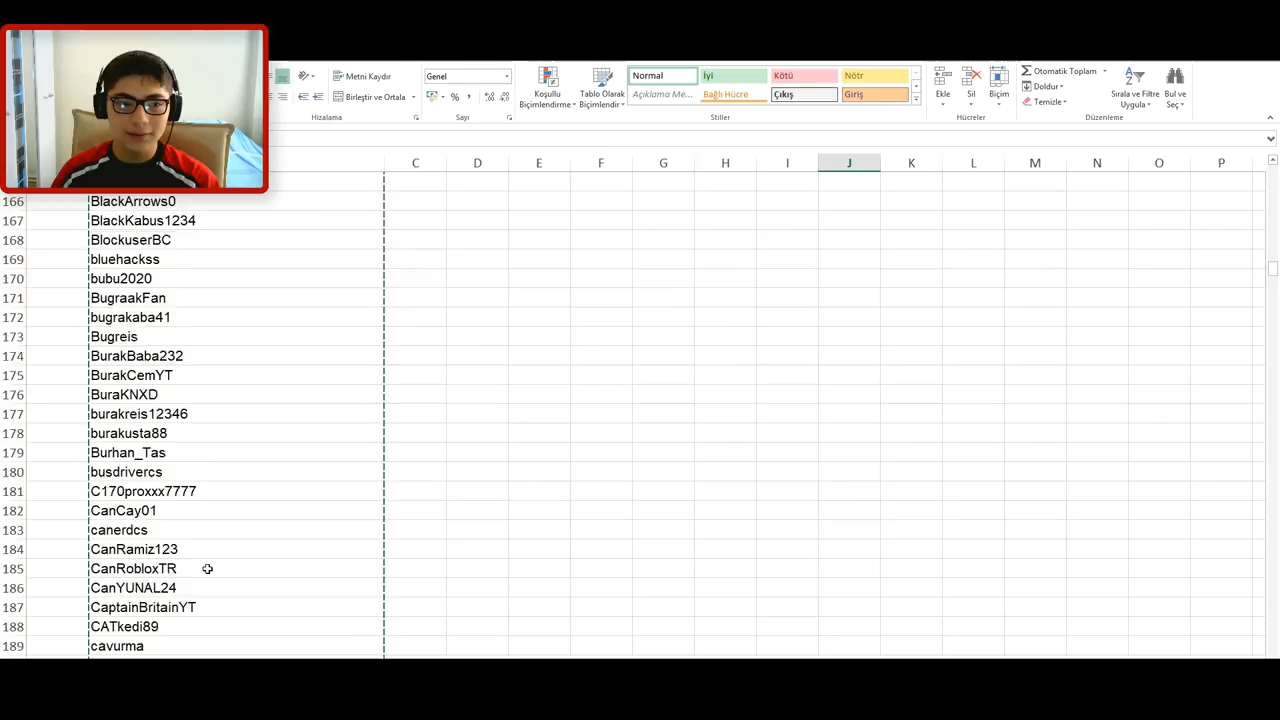 Metni Kaydır
Genel
Normal
İyi
Kötü
Nötr
Otomatik Toplam
Birleştir ve Ortala
%
Koşullu
Biçimlendirme
Tablo Olarak
Biçimlendir
Açıklama Me...
Bağlı Hücre
Çıkış
Giriş
Ekle
Sil
Biçim
Doldur
Temizle
Sırala ve Filtre
Uygula
Bul ve
Seç
Hizalama
Sayı
Stiller
Hücreler
Düzenleme
C D E F G H I J K L M N O P
166 BlackArrows0
167 BlackKabus1234
168 BlockuserBC
169 bluehackss
170 bubu2020
171 BugraakFan
172 bugrakaba41
173 Bugreis
174 BurakBaba232
175 BurakCemYT
176 BuraKNXD
177 burakreis12346
178 burakusta88
179 Burhan_Tas
180 busdrivercs
181 C170proxxx7777
182 CanCay01
183 canerdcs
184 CanRamiz123
185 CanRobloxTR
186 CanYUNAL24
187 CaptainBritainYT
188 CATkedi89
189 cavurma